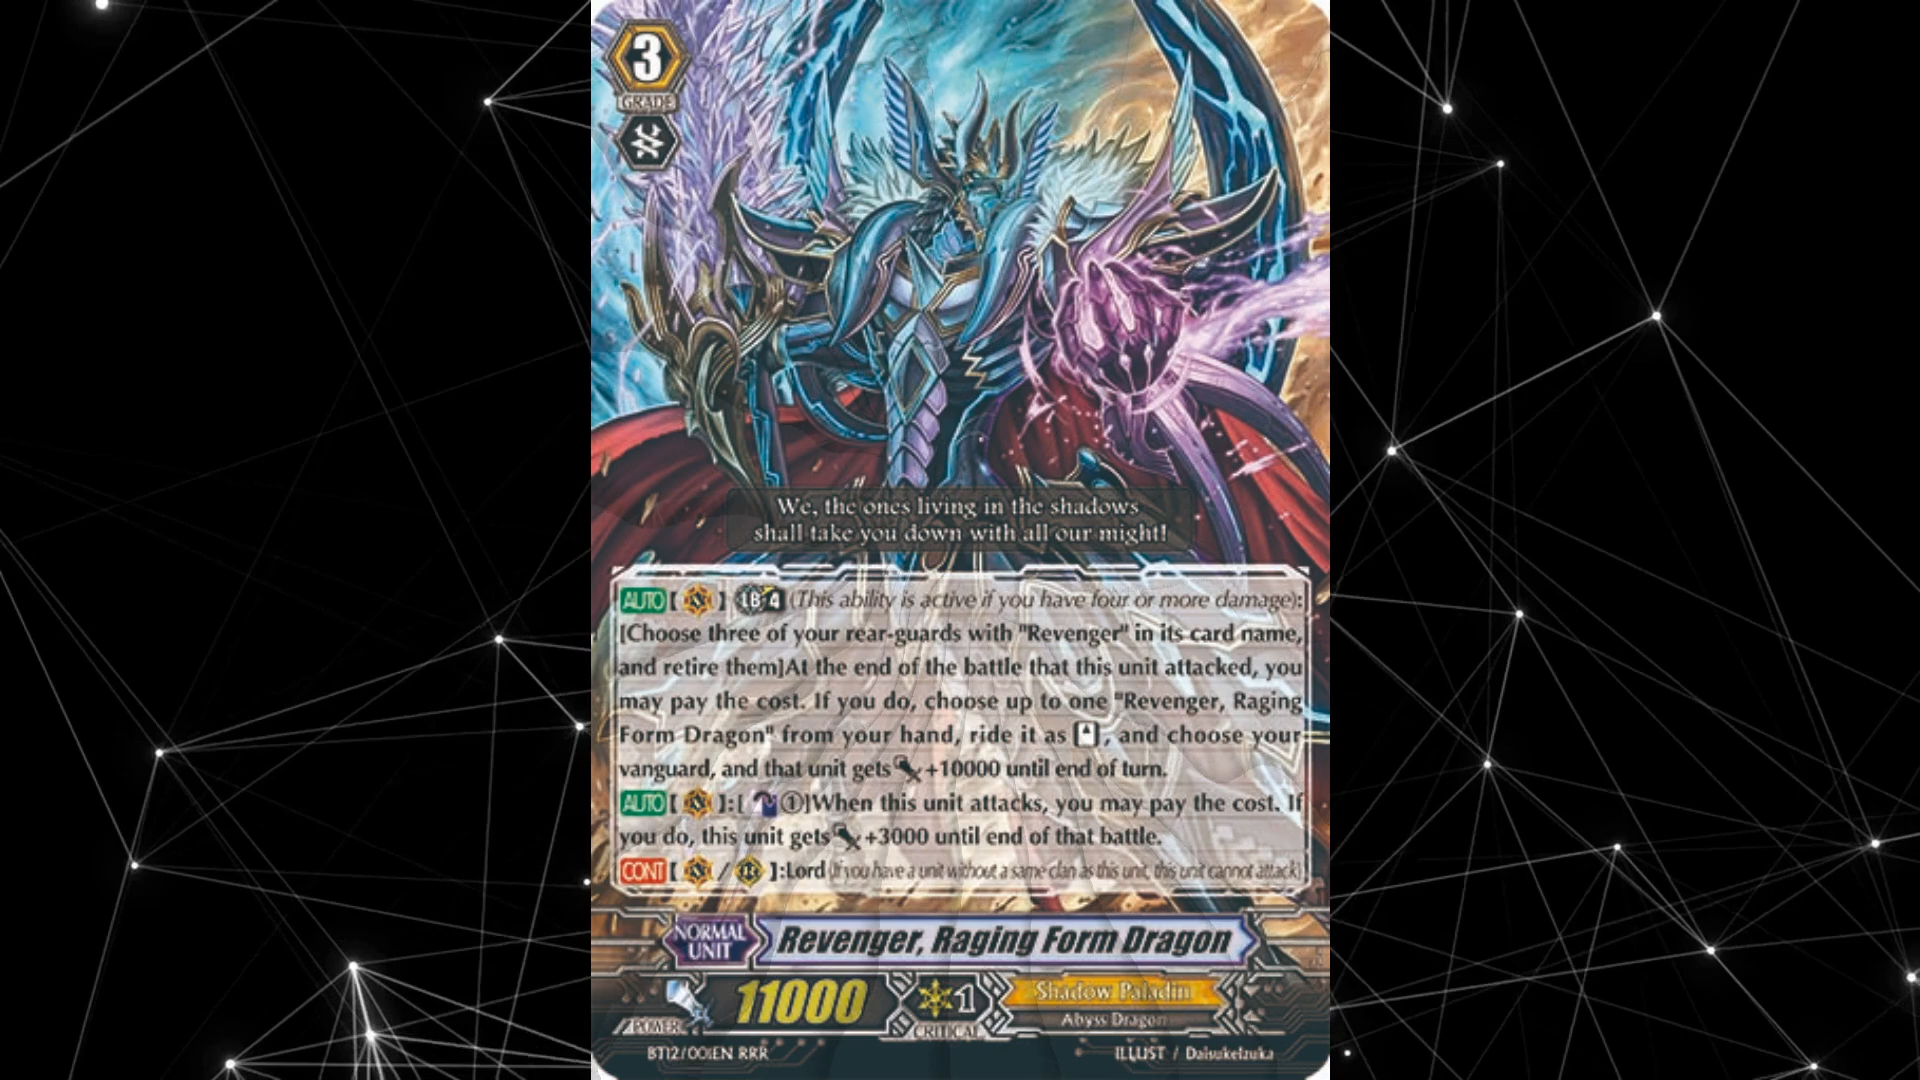 3
GRADE
We, the ones living in the shadows
shall take you down with all our might!
AUTO [ ] LB 4 (This ability is active if you have four or more damage):
[Choose three of your rear-guards with "Revenger" in its card name,
and retire them]At the end of the battle that this unit attacked, you
may pay the cost. If you do, choose up to one "Revenger, Raging
Form Dragon" from your hand, ride it as [ ], and choose your
vanguard, and that unit gets +10000 until end of turn.
AUTO [ ]:[ ①]When this unit attacks, you may pay the cost. If
you do, this unit gets +3000 until end of that battle.
CONT [ / R ]:Lord (If you have a unit without a same clan as this unit, this unit cannot attack)
NORMAL
UNIT
Revenger, Raging Form Dragon
POWER 11000
1
CRITICAL
Shadow Paladin
Abyss Dragon
BT12/001EN RRR
ILLUST / DaisukeIzuka